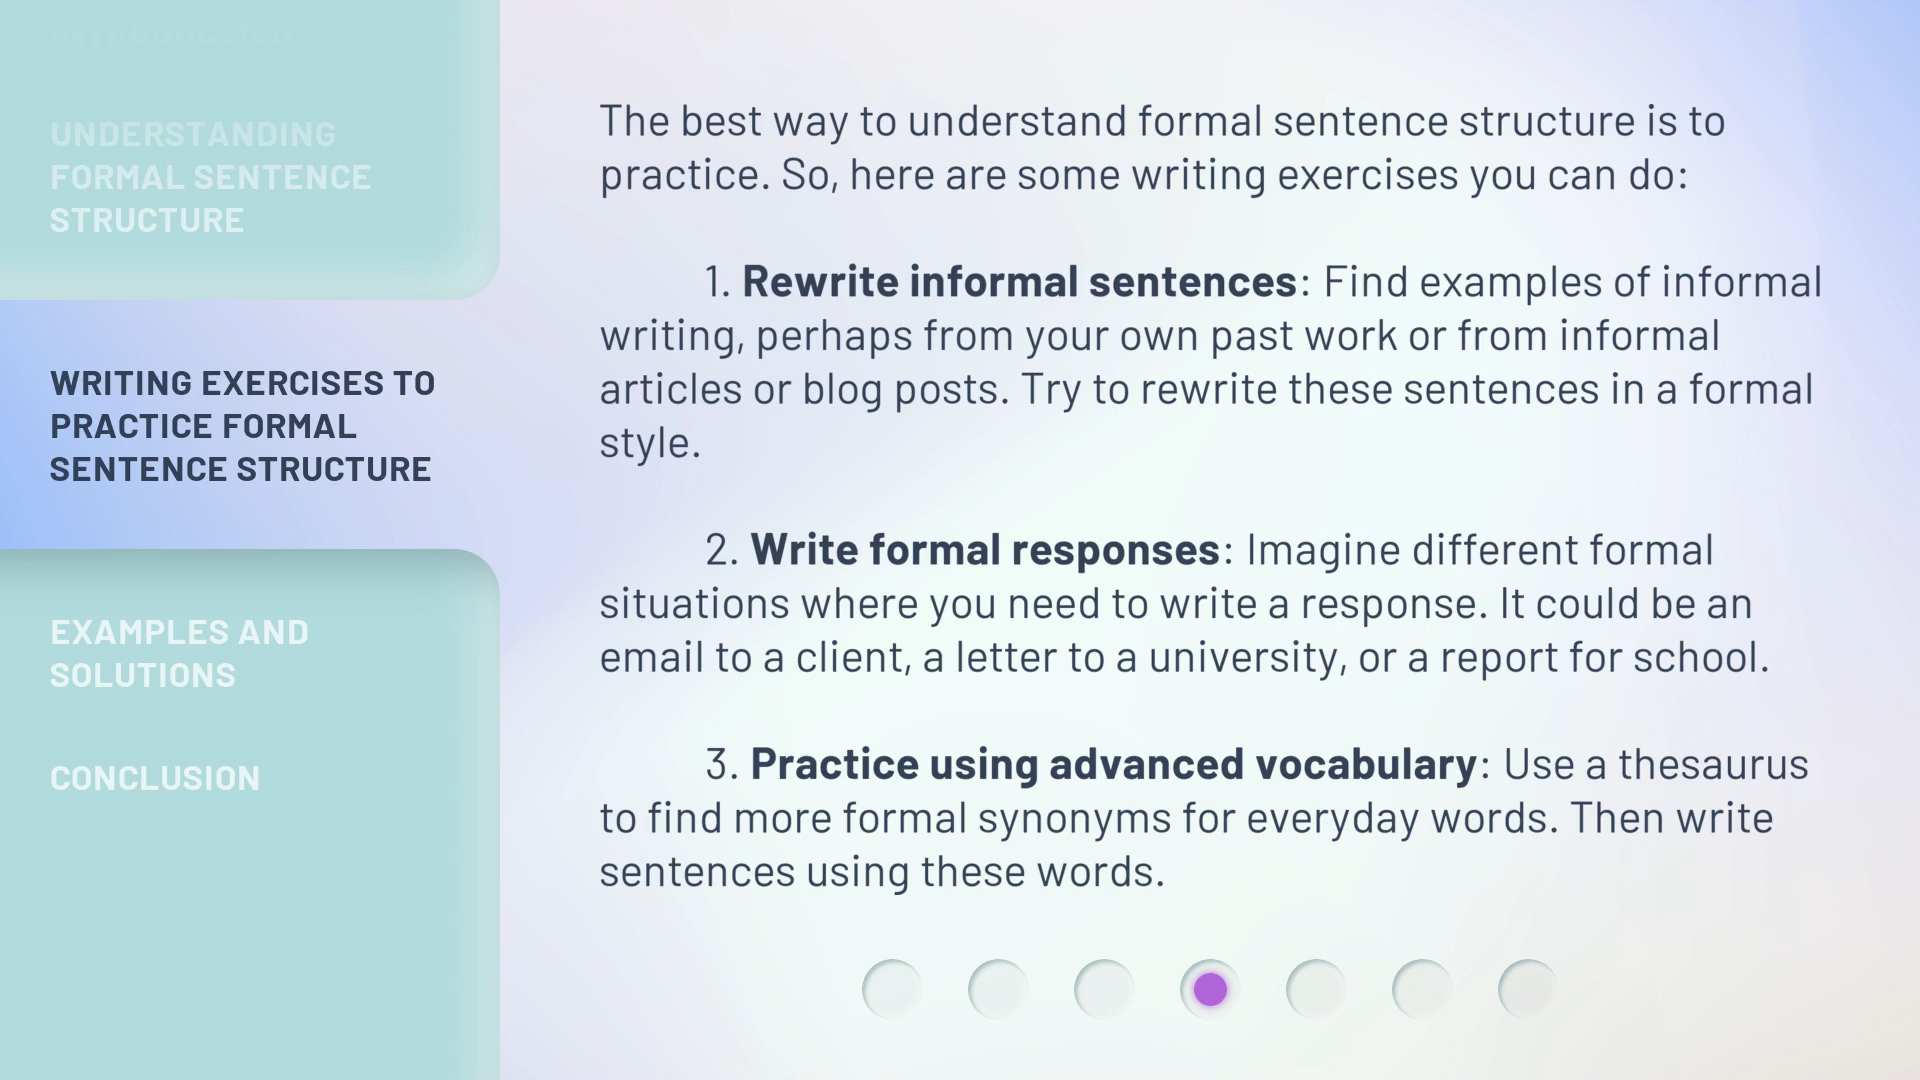 INTRODUCTION
UNDERSTANDING
FORMAL SENTENCE
STRUCTURE
WRITING EXERCISES TO
PRACTICE FORMAL
SENTENCE STRUCTURE
EXAMPLES AND
SOLUTIONS
CONCLUSION
The best way to understand formal sentence structure is to
practice. So, here are some writing exercises you can do:
1. Rewrite informal sentences: Find examples of informal
writing, perhaps from your own past work or from informal
articles or blog posts. Try to rewrite these sentences in a formal
style.
2. Write formal responses: Imagine different formal
situations where you need to write a response. It could be an
email to a client, a letter to a university, or a report for school.
3. Practice using advanced vocabulary: Use a thesaurus
to find more formal synonyms for everyday words. Then write
sentences using these words.